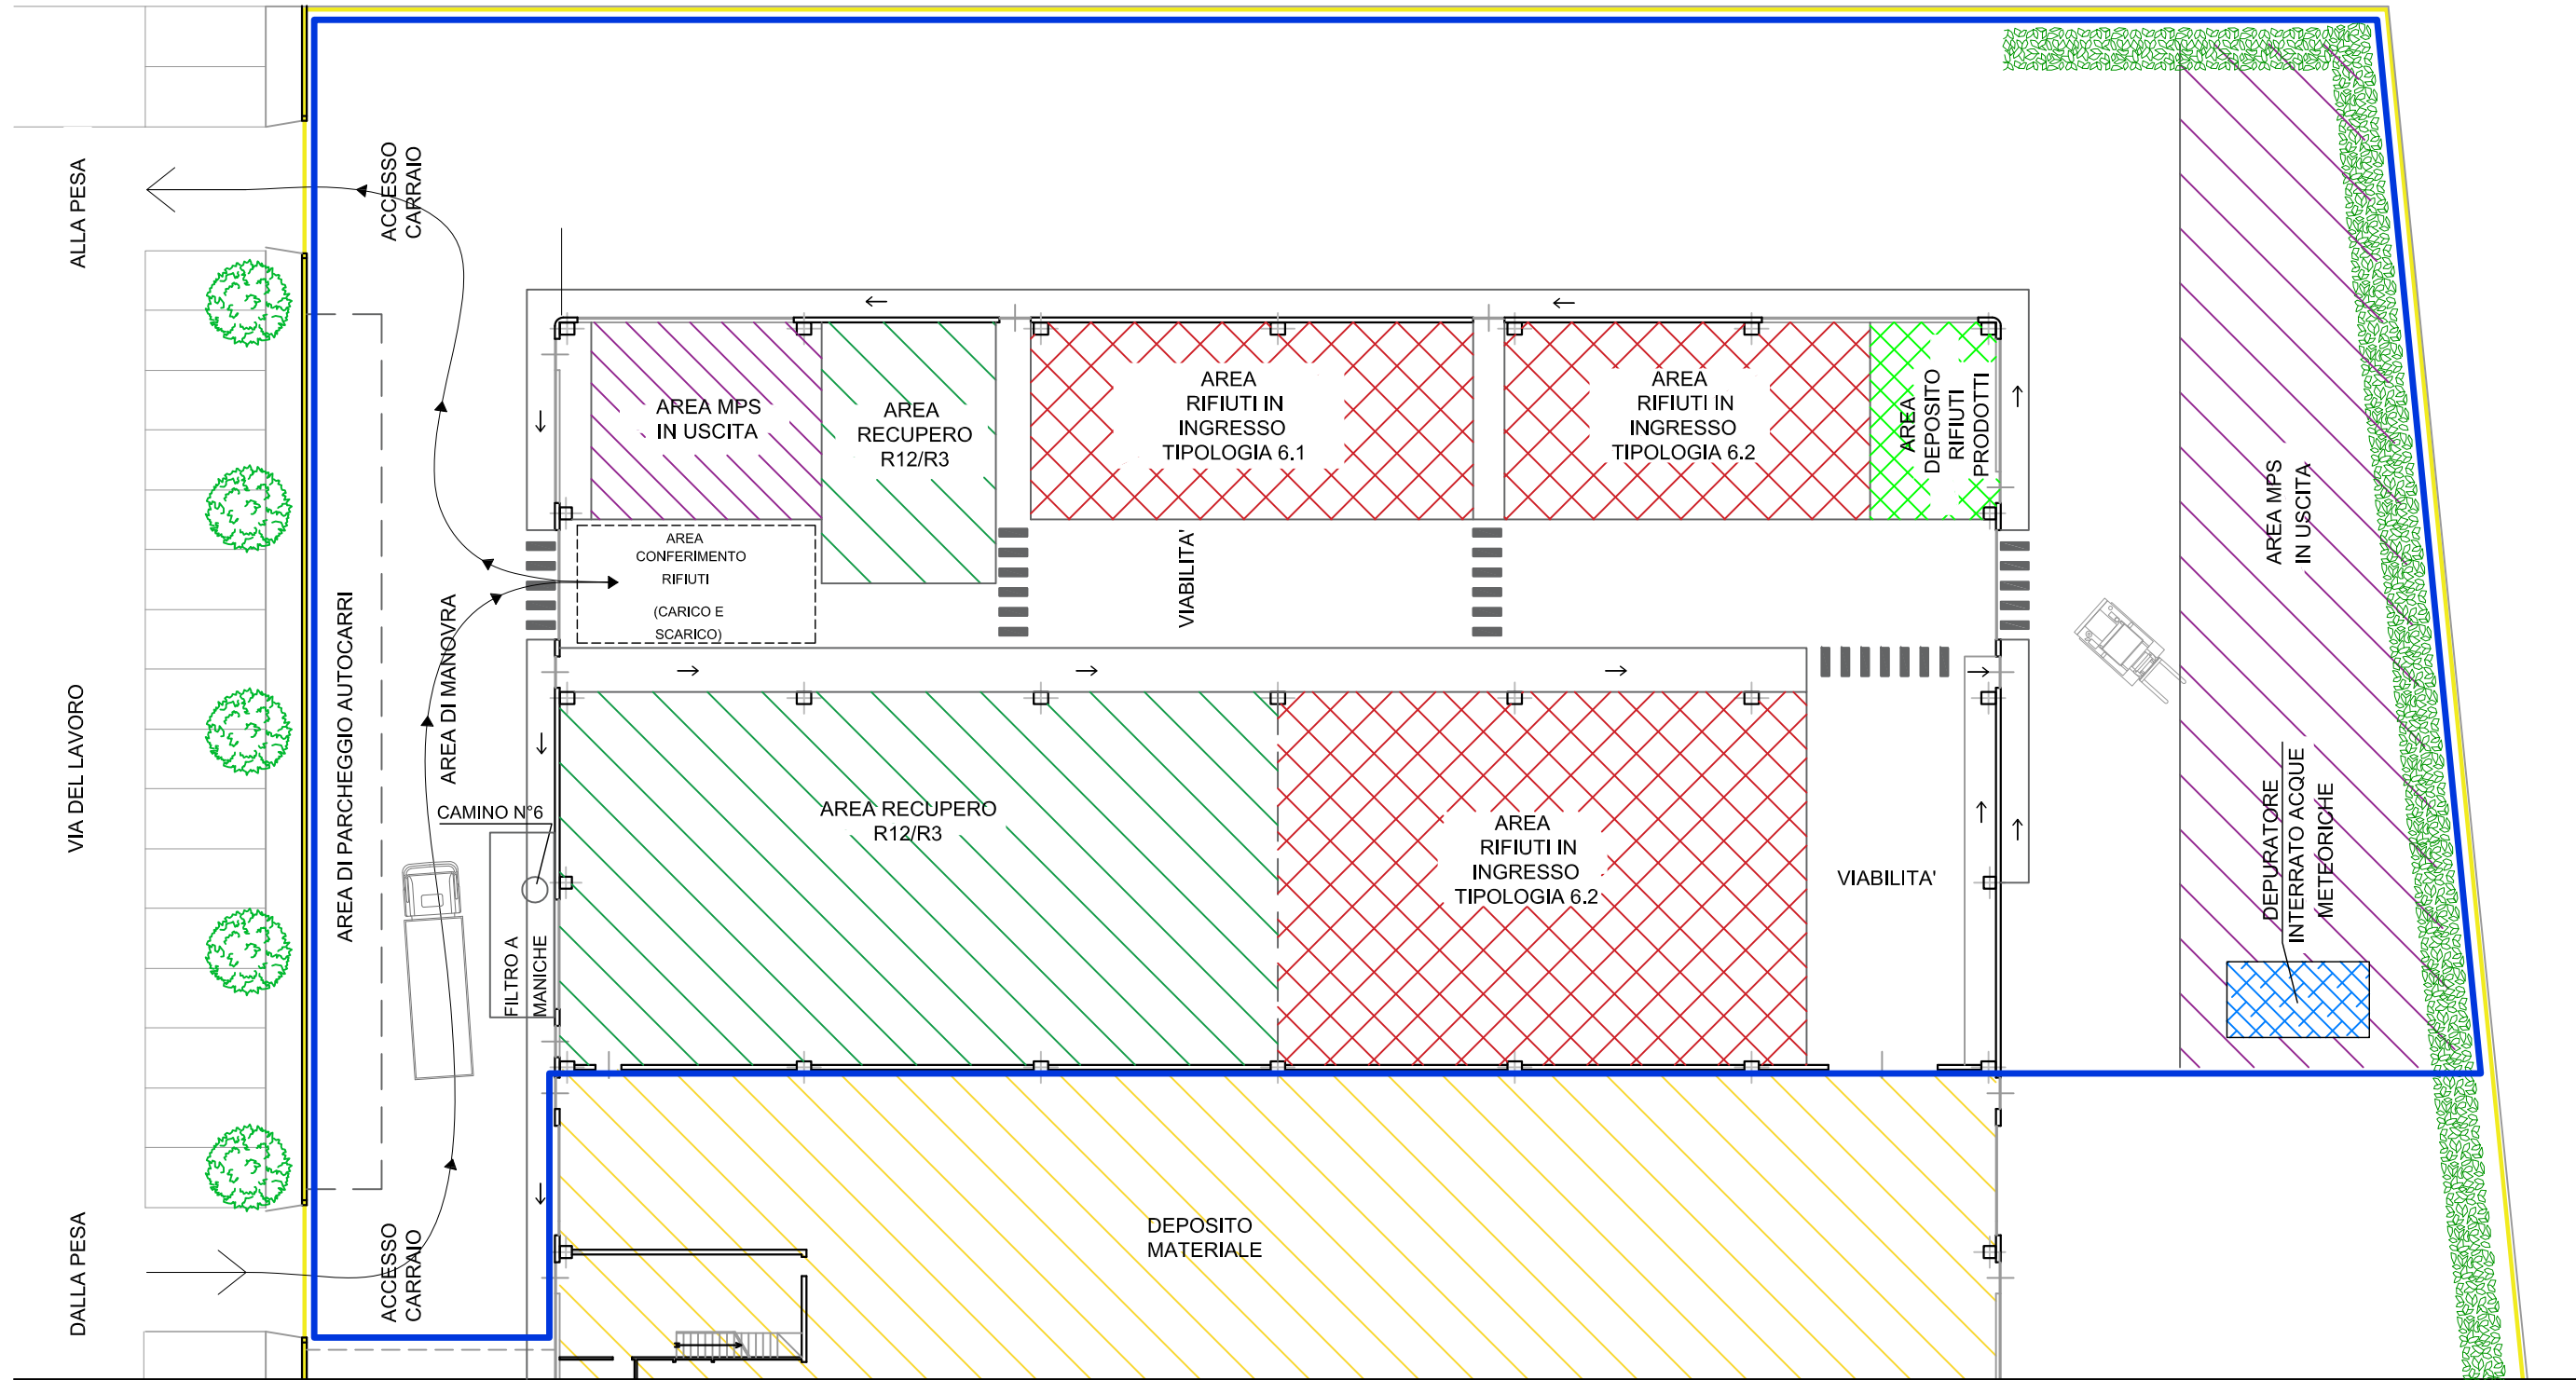 ALLA PESA
VIA DEL LAVORO
DALLA PESA
ACCESSO
CARRAIO
AREA DI PARCHEGGIO AUTOCARRI
AREA DI MANOVRA
CAMINO N°6
FILTRO A
MANICHE
ACCESSO
CARRAIO
AREA MPS
IN USCITA
AREA
RECUPERO
R12/R3
AREA
RIFIUTI IN
INGRESSO
TIPOLOGIA 6.1
AREA
RIFIUTI IN
INGRESSO
TIPOLOGIA 6.2
AREA
DEPOSITO
RIFIUTI
PRODOTTI
AREA
CONFERIMENTO
RIFIUTI
(CARICO E
SCARICO)
VIABILITA'
AREA RECUPERO
R12/R3
AREA
RIFIUTI IN
INGRESSO
TIPOLOGIA 6.2
VIABILITA'
AREA MPS
IN USCITA
DEPURATORE
INTERRATO ACQUE
METEORICHE
DEPOSITO
MATERIALE